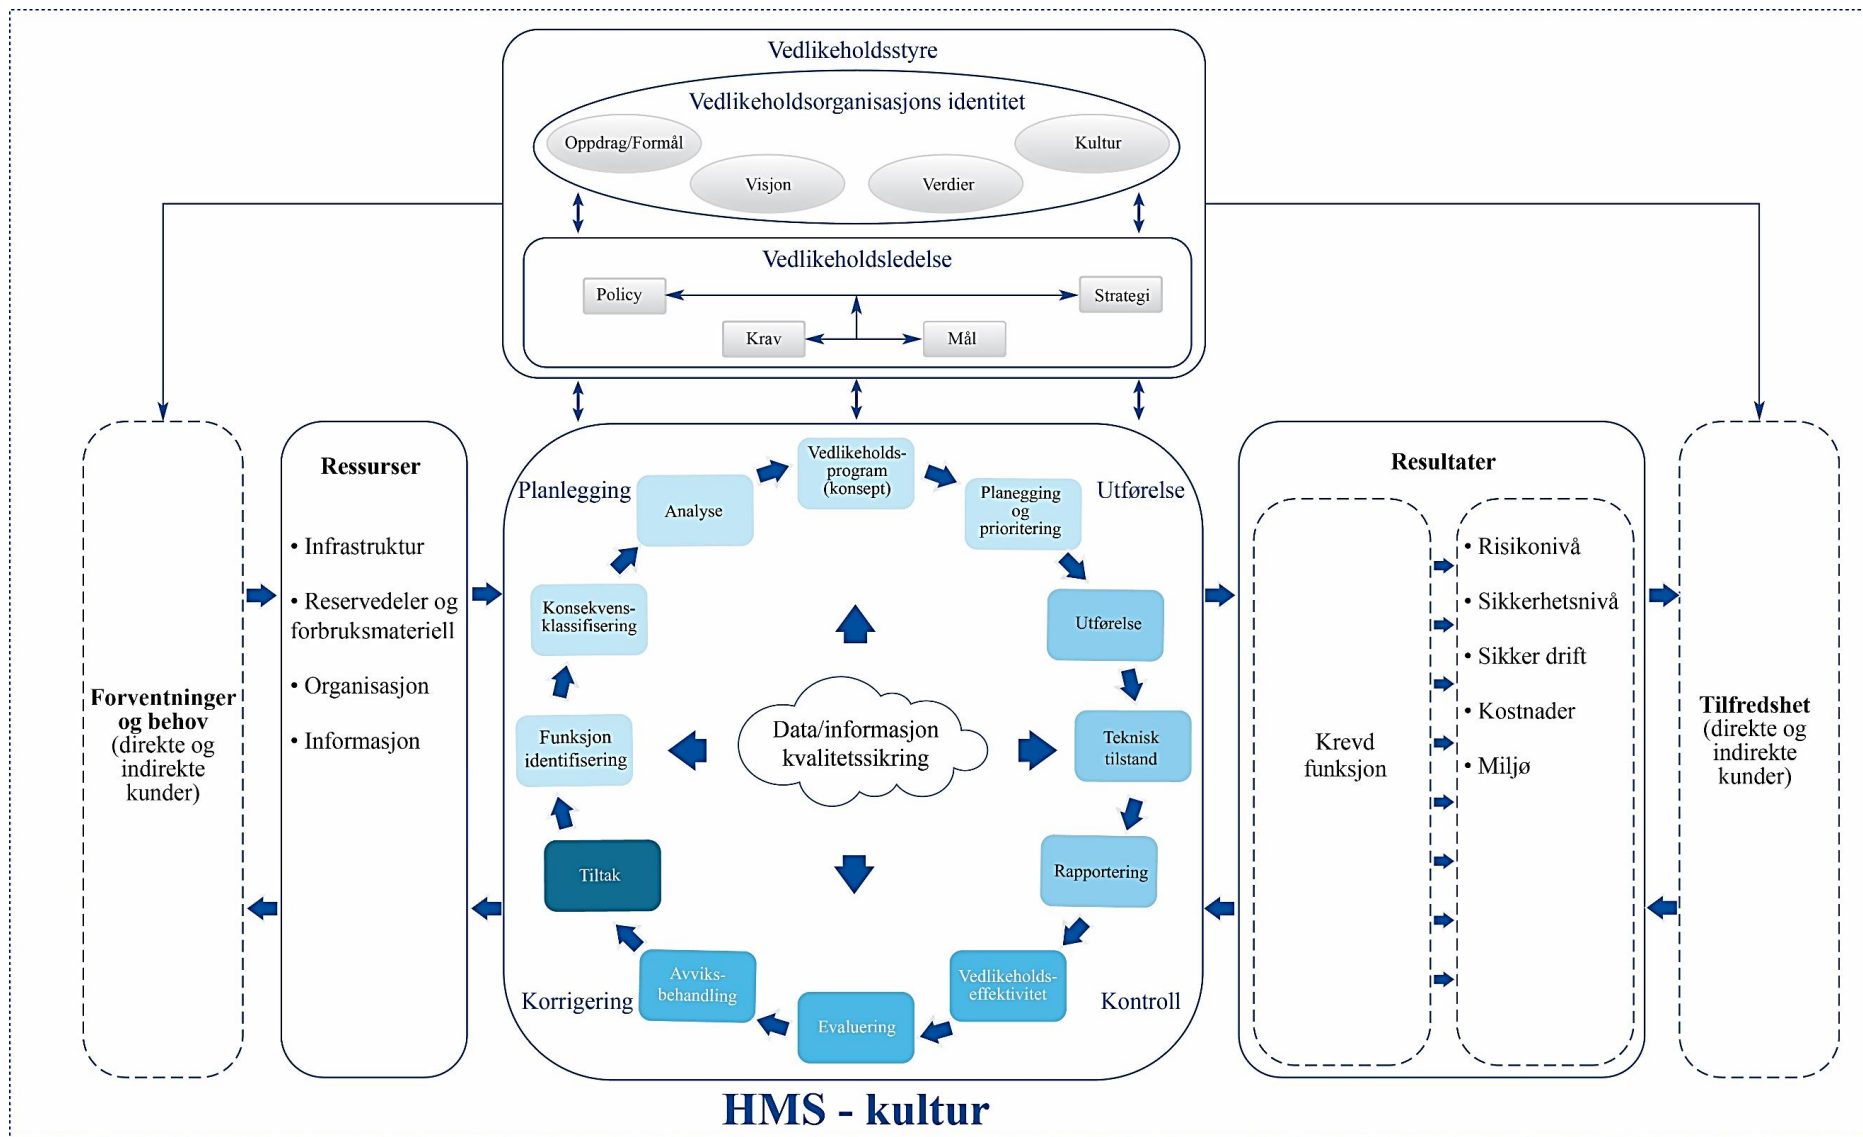 Vedlikeholdsstyre
Vedlikeholdsorganisasjons identitet
Oppdrag/Formål
Visjon
Verdier
Kultur
Vedlikeholdsledelse
Policy
Strategi
Krav
Mål
Forventninger
og behov
(direkte og
indirekte
kunder)
Ressurser
• Infrastruktur
• Reservedeler og
forbruksmateriell
• Organisasjon
• Informasjon
Planlegging
Utførelse
Korrigering
Kontroll
Vedlikeholds-
program
(konsept)
Planegging
og
prioritering
Utførelse
Teknisk
tilstand
Rapportering
Vedlikeholds-
effektivitet
Evaluering
Avviks-
behandling
Tiltak
Funksjon
identifisering
Konsekvens-
klassifisering
Analyse
Data/informasjon
kvalitetssikring
Resultater
Krevd
funksjon
• Risikonivå
• Sikkerhetsnivå
• Sikker drift
• Kostnader
• Miljø
Tilfredshet
(direkte og
indirekte
kunder)
HMS - kultur